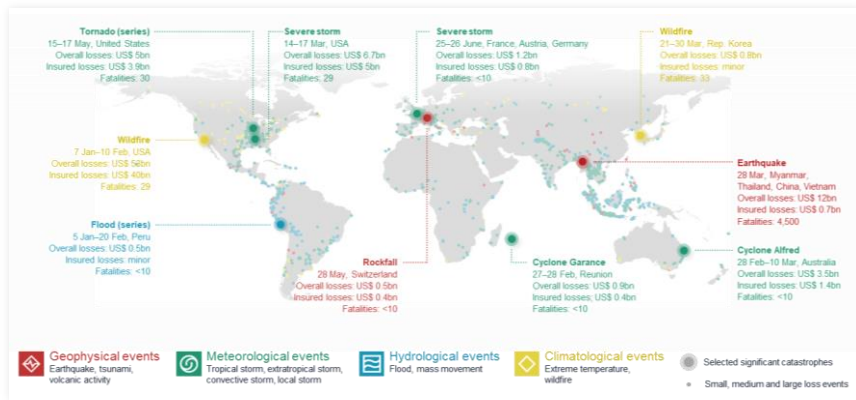 Tornado (series)
15–17 May, United States
Overall losses: US$ 5bn
Insured losses: US$ 3.9bn
Fatalities: 30
Severe storm
14–17 Mar, USA
Overall losses: US$ 6.7bn
Insured losses: US$ 5bn
Fatalities: 29
Severe storm
25–26 June, France, Austria, Germany
Overall losses: US$ 1.2bn
Insured losses: US$ 0.8bn
Fatalities: <10
Wildfire
21–30 Mar, Rep. Korea
Overall losses: US$ 0.8bn
Insured losses: minor
Fatalities: 33
Wildfire
7 Jan–10 Feb, USA
Overall losses: US$ 53bn
Insured losses: US$ 40bn
Fatalities: 29
Earthquake
28 Mar, Myanmar,
Thailand, China, Vietnam
Overall losses: US$ 12bn
Insured losses: US$ 0.7bn
Fatalities: 4,500
Flood (series)
5 Jan–20 Feb, Peru
Overall losses: US$ 0.5bn
Insured losses: minor
Fatalities: <10
Rockfall
28 May, Switzerland
Overall losses: US$ 0.5bn
Insured losses: US$ 0.4bn
Fatalities: <10
Cyclone Garance
27–28 Feb, Reunion
Overall losses: US$ 0.9bn
Insured losses: US$ 0.4bn
Fatalities: <10
Cyclone Alfred
28 Feb–10 Mar, Australia
Overall losses: US$ 3.5bn
Insured losses: US$ 1.4bn
Fatalities: <10
Geophysical events
Earthquake, tsunami,
volcanic activity
Meteorological events
Tropical storm, extratropical storm,
convective storm, local storm
Hydrological events
Flood, mass movement
Climatological events
Extreme temperature,
wildfire
Selected significant catastrophes
Small, medium and large loss events